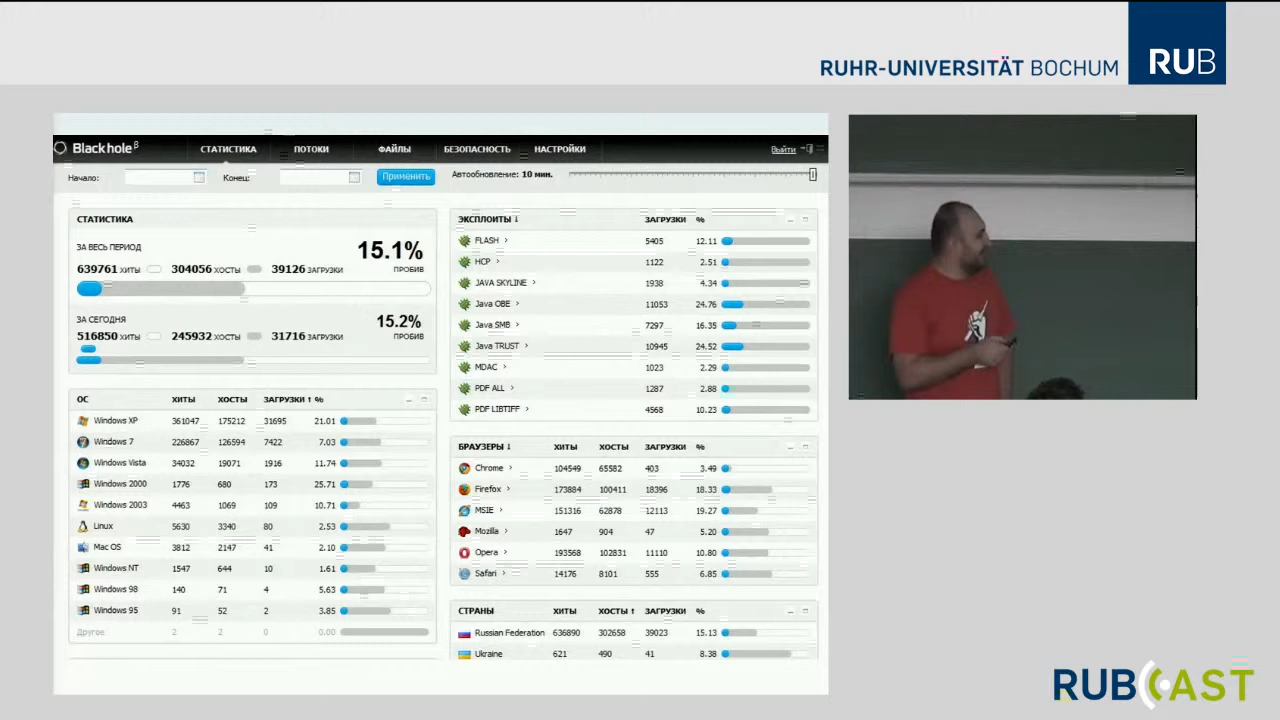 RUHR-UNIVERSITÄT BOCHUM RUB
Blackhole β СТАТИСТИКА ПОТОКИ ФАЙЛЫ БЕЗОПАСНОСТЬ НАСТРОЙКИ Выйти
Начало: Конец: Применить Автообновление: 10 мин.
СТАТИСТИКА
ЗА ВЕСЬ ПЕРИОД
15.1%
ПРОБИВ
639761 ХИТЫ 304056 ХОСТЫ 39126 ЗАГРУЗКИ
ЗА СЕГОДНЯ
15.2%
ПРОБИВ
516850 ХИТЫ 245932 ХОСТЫ 31716 ЗАГРУЗКИ
ОС ХИТЫ ХОСТЫ ЗАГРУЗКИ ↑ %
Windows XP 361047 175212 31695 21.01
Windows 7 226867 126594 7422 7.03
Windows Vista 34032 19071 1916 11.74
Windows 2000 1776 680 173 25.71
Windows 2003 4463 1069 109 10.71
Linux 5630 3340 80 2.53
Mac OS 3812 2147 41 2.10
Windows NT 1547 644 10 1.61
Windows 98 140 71 4 5.63
Windows 95 91 52 2 3.85
Другое 2 2 0 0.00
ЭКСПЛОИТЫ ↓ ЗАГРУЗКИ %
FLASH > 5405 12.11
HCP > 1122 2.51
JAVA SKYLINE > 1938 4.34
Java OBE > 11053 24.76
Java SMB > 7297 16.35
Java TRUST > 10945 24.52
MDAC > 1023 2.29
PDF ALL > 1287 2.88
PDF LIBTIFF > 4568 10.23
БРАУЗЕРЫ ↓ ХИТЫ ХОСТЫ ЗАГРУЗКИ %
Chrome > 104549 65582 403 3.49
Firefox > 173884 100411 18396 18.33
MSIE > 151316 62878 12113 19.27
Mozilla > 1647 904 47 5.20
Opera > 193568 102831 11110 10.80
Safari > 14176 8101 555 6.85
СТРАНЫ ХИТЫ ХОСТЫ ↑ ЗАГРУЗКИ %
Russian Federation 636890 302658 39023 15.13
Ukraine 621 490 41 8.38
RUBCAST